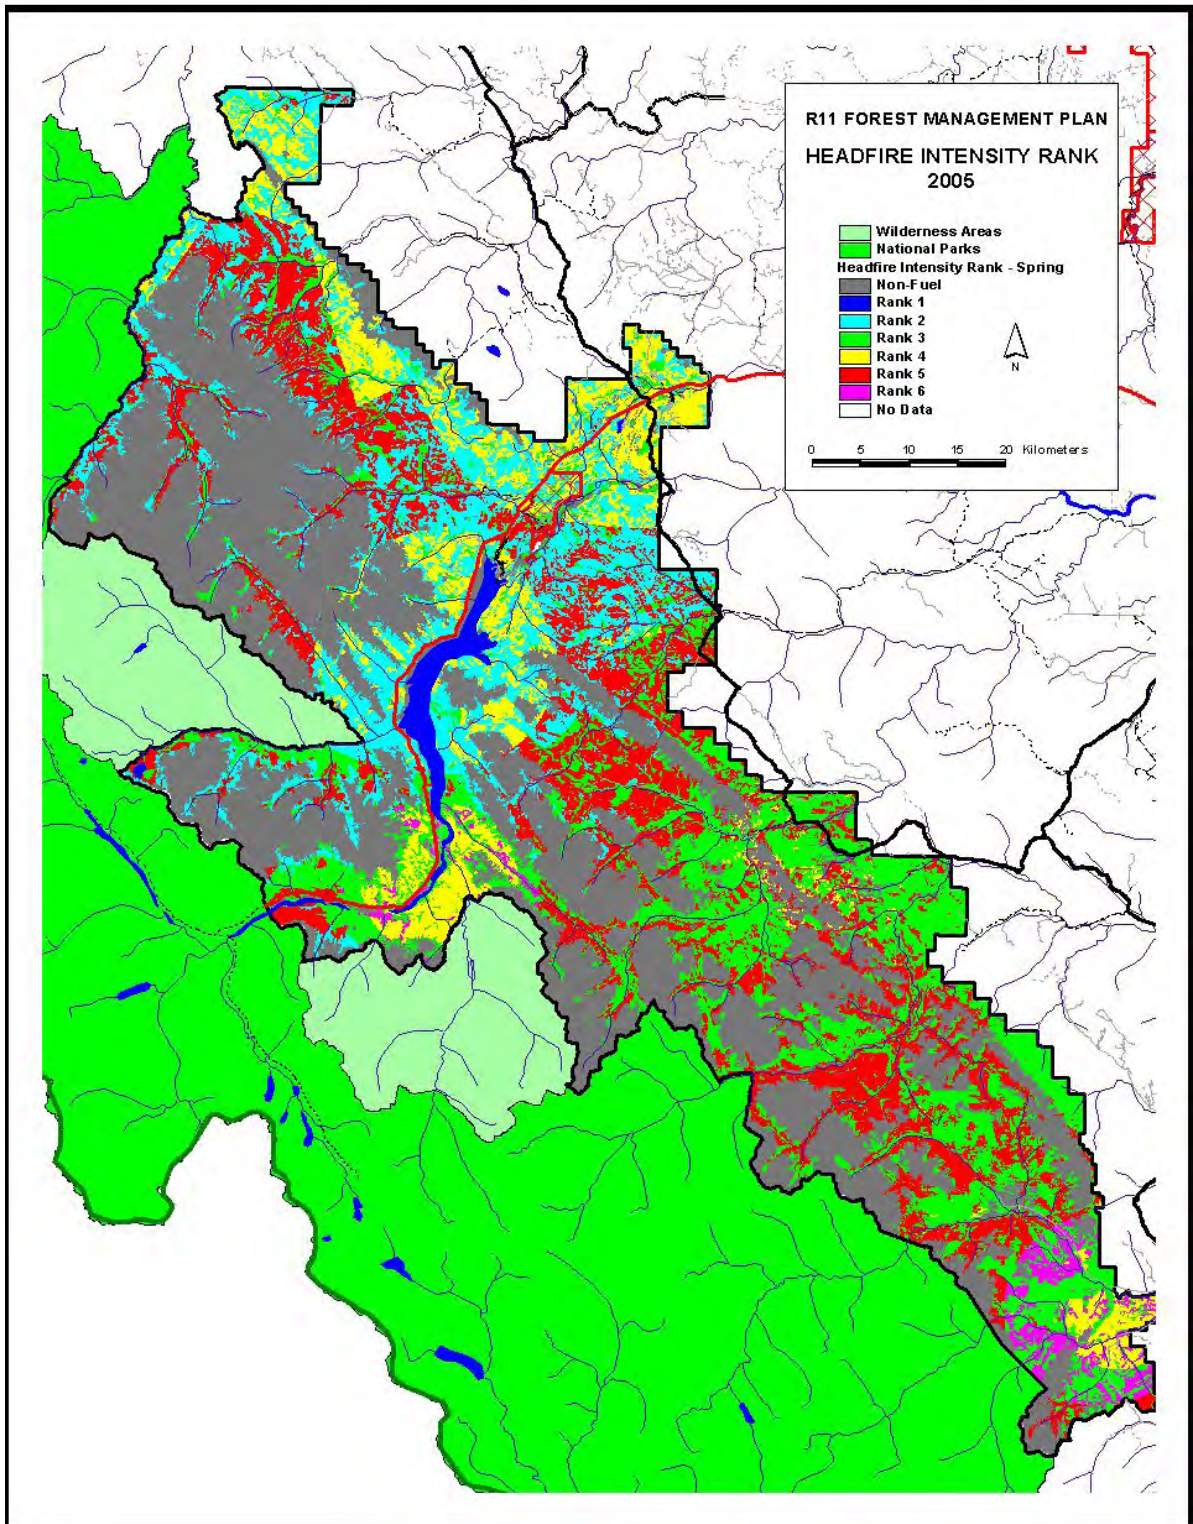 R11 FOREST MANAGEMENT PLAN
HEADFIRE INTENSITY RANK
2005
Wilderness Areas
National Parks
Headfire Intensity Rank - Spring
Non-Fuel
Rank 1
Rank 2
Rank 3
Rank 4
Rank 5
Rank 6
No Data
N
0 5 10 15 20 Kilometers